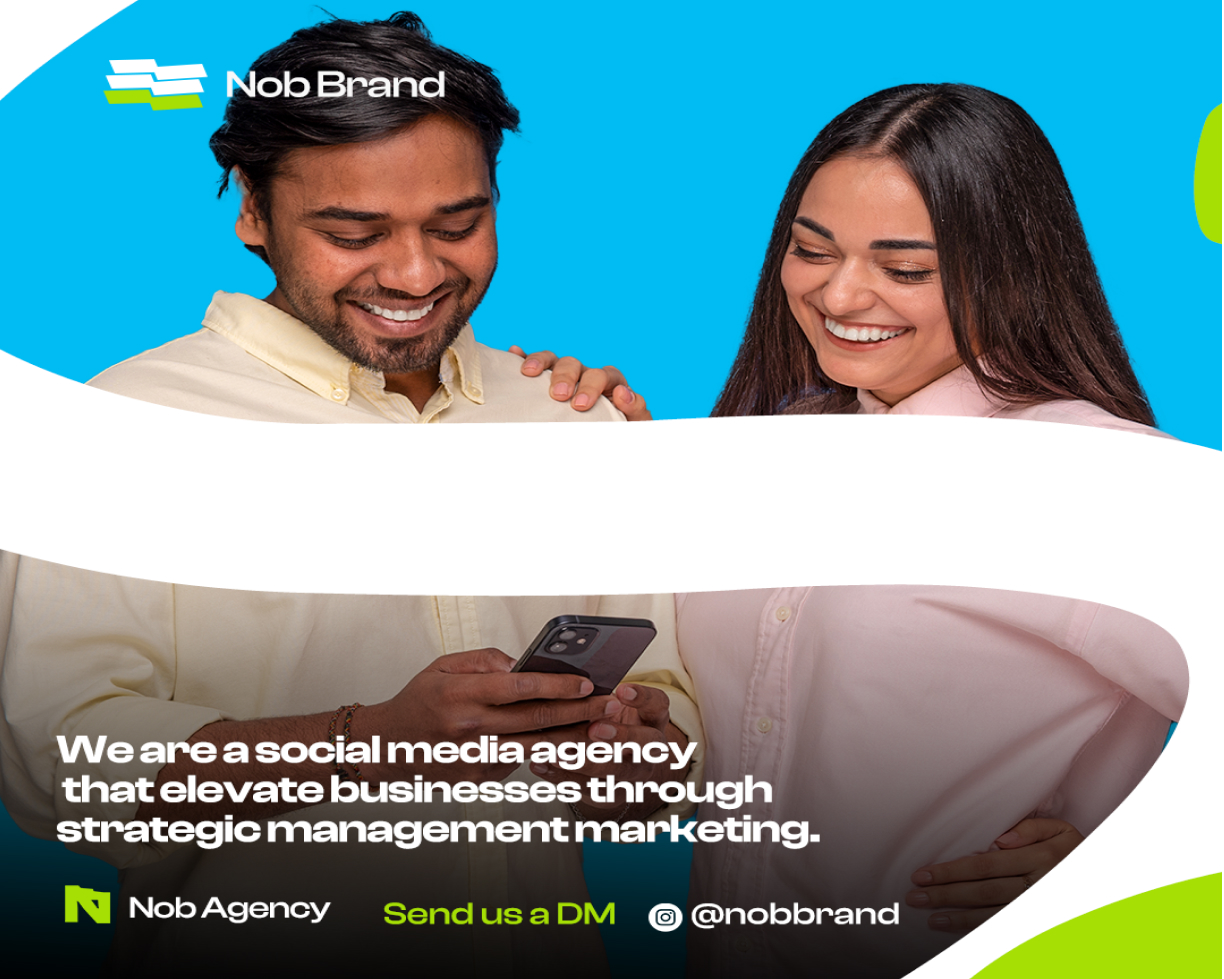 Nob Brand
We are a social media agency
that elevate businesses through
strategic management marketing.
Nob Agency
Send us a DM
@nobbrand